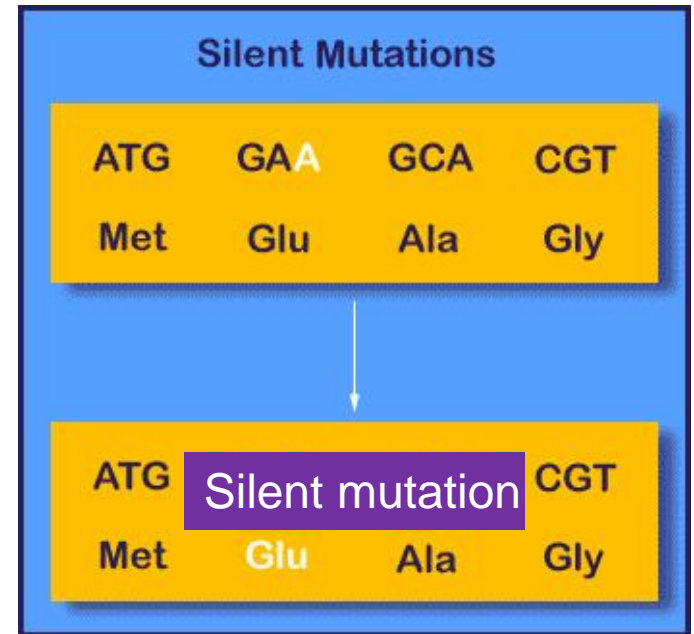 Silent Mutations
ATG GAA GCA CGT
Met Glu Ala Gly
ATG Silent mutation CGT
Met Glu Ala Gly